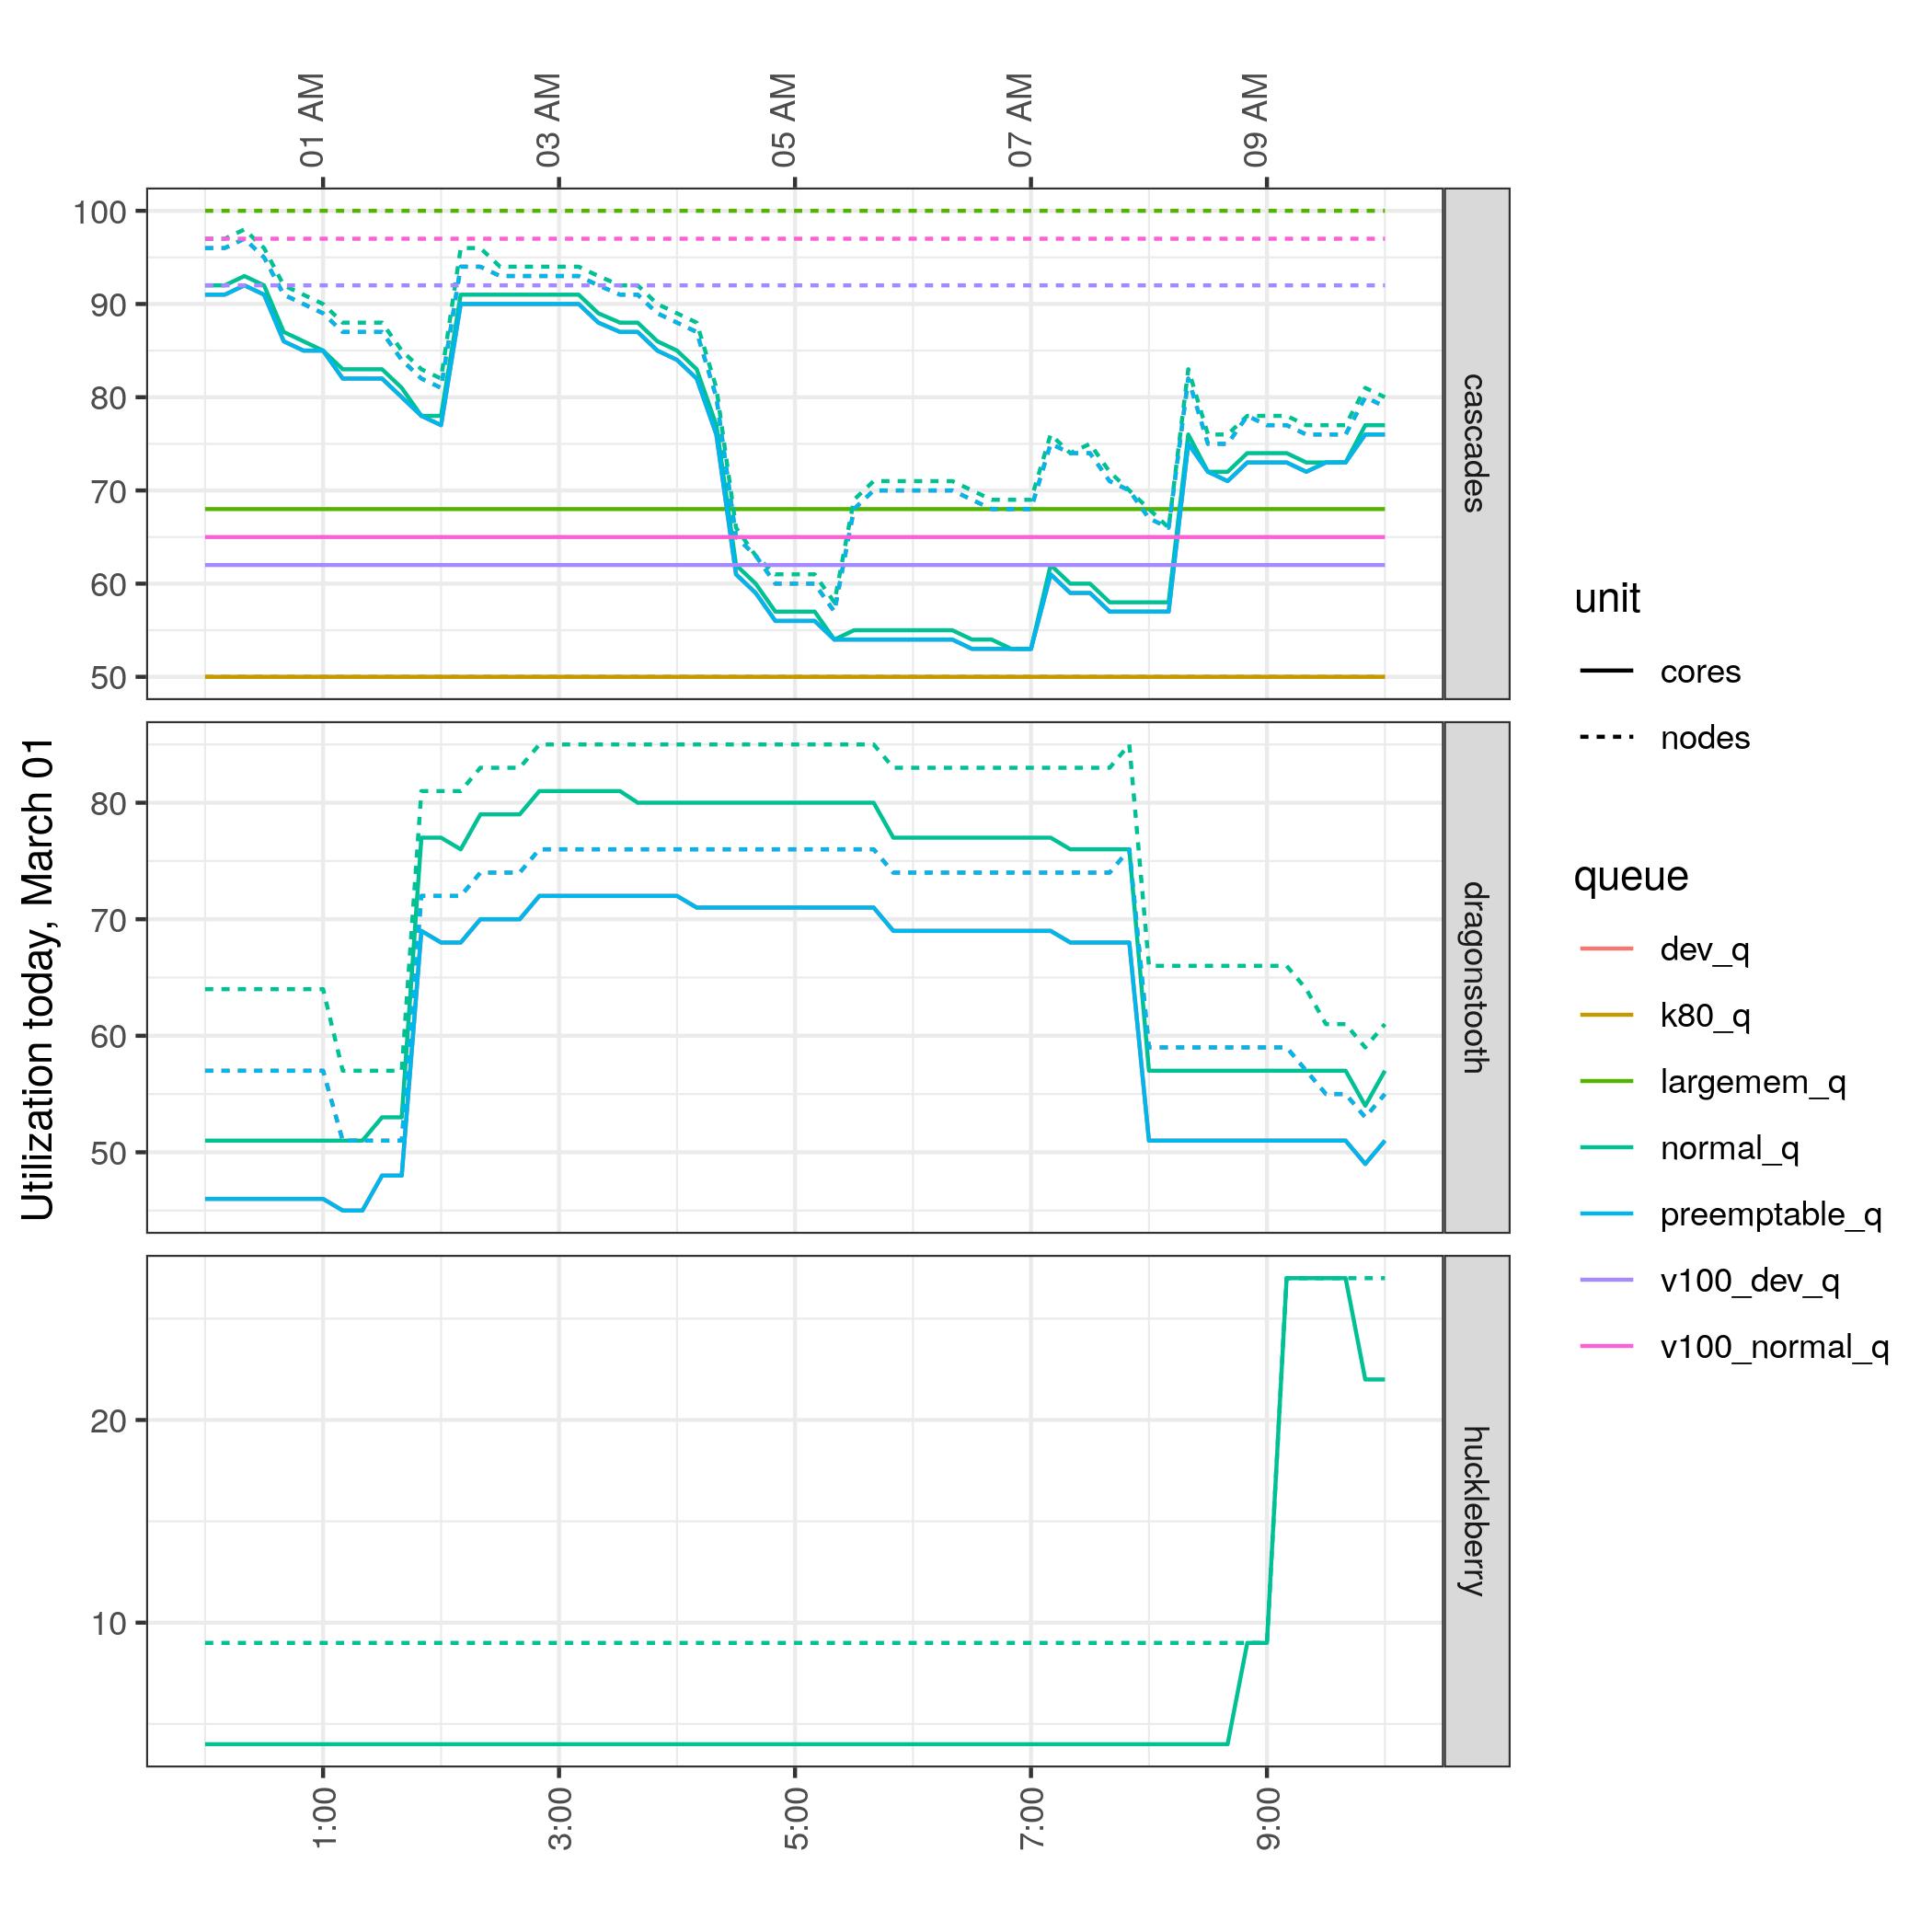 01 AM
03 AM
05 AM
07 AM
09 AM
Utilization today, March 01
100
90
80
70
60
50
cascades
80
70
60
50
dragonstooth
20
10
huckleberry
1:00
3:00
5:00
7:00
9:00
unit
cores
nodes
queue
dev_q
k80_q
largemem_q
normal_q
preemptable_q
v100_dev_q
v100_normal_q